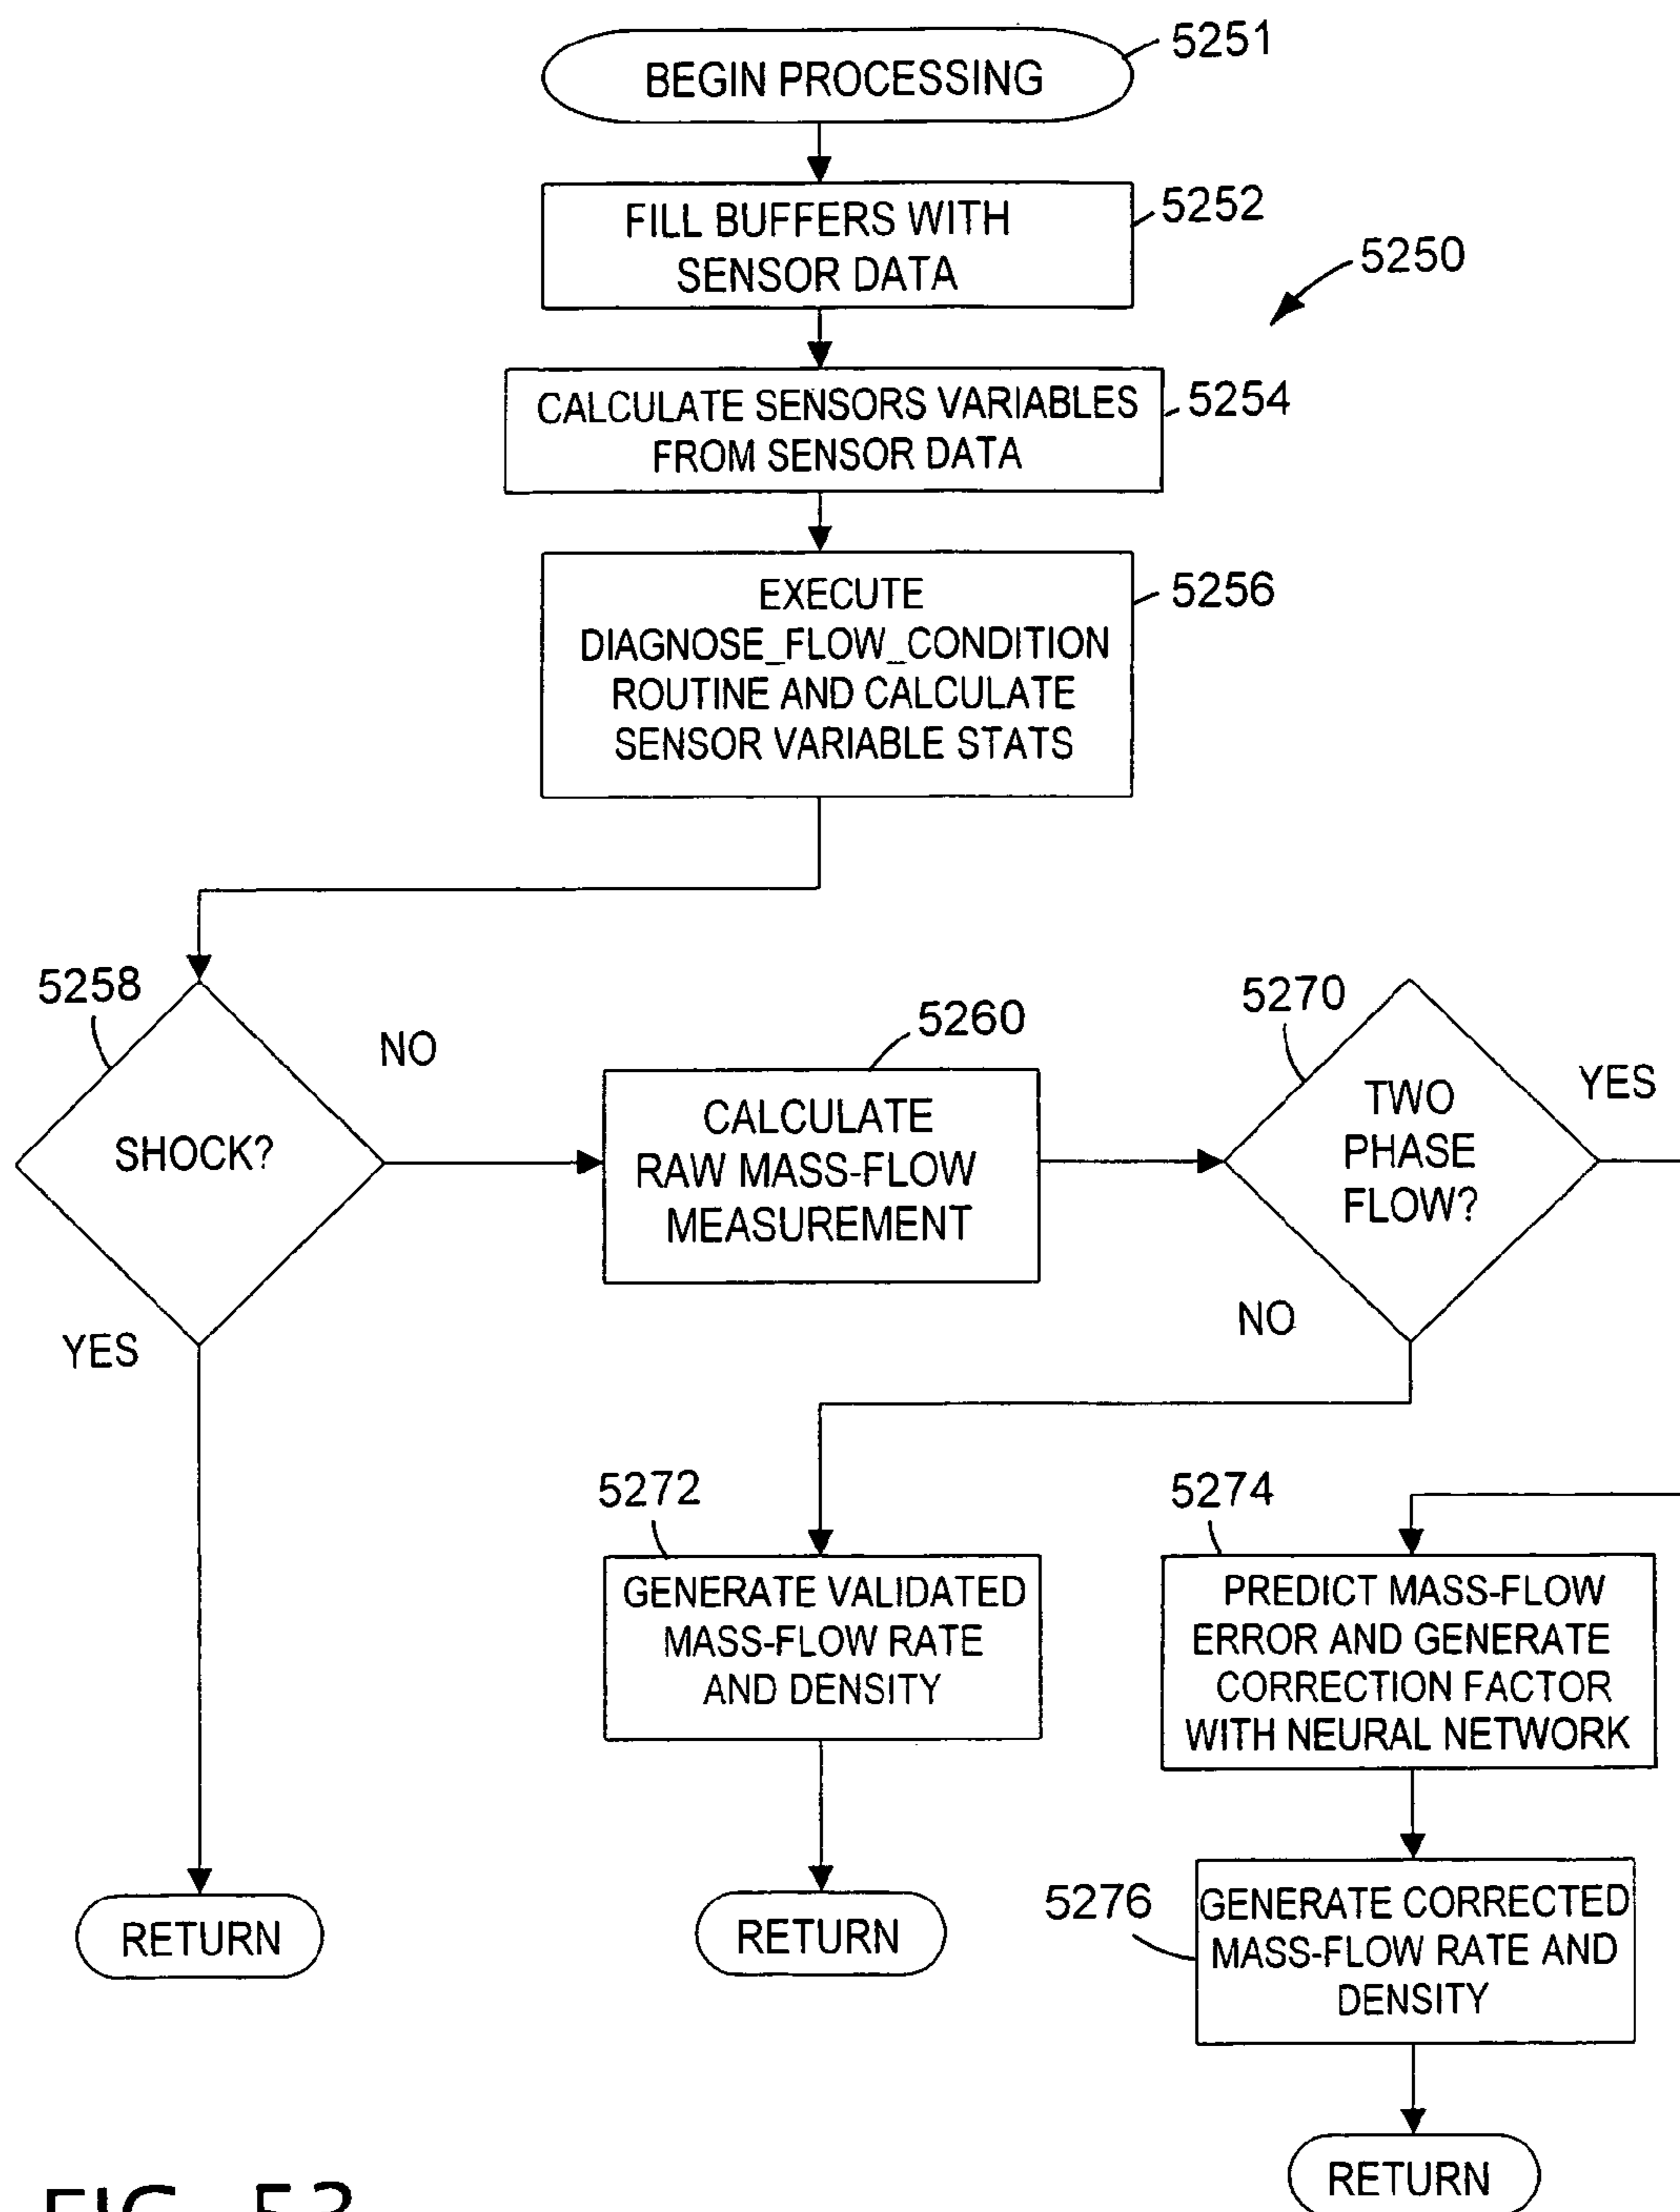 BEGIN PROCESSING
5251
FILL BUFFERS WITH
SENSOR DATA
5252
5250
CALCULATE SENSORS VARIABLES
FROM SENSOR DATA
5254
EXECUTE
DIAGNOSE_FLOW_CONDITION
ROUTINE AND CALCULATE
SENSOR VARIABLE STATS
5256
5258
SHOCK?
NO
YES
5260
CALCULATE
RAW MASS-FLOW
MEASUREMENT
5270
TWO
PHASE
FLOW?
YES
NO
5272
GENERATE VALIDATED
MASS-FLOW RATE
AND DENSITY
5274
PREDICT MASS-FLOW
ERROR AND GENERATE
CORRECTION FACTOR
WITH NEURAL NETWORK
RETURN
RETURN
5276
GENERATE CORRECTED
MASS-FLOW RATE AND
DENSITY
RETURN
FIG. 53